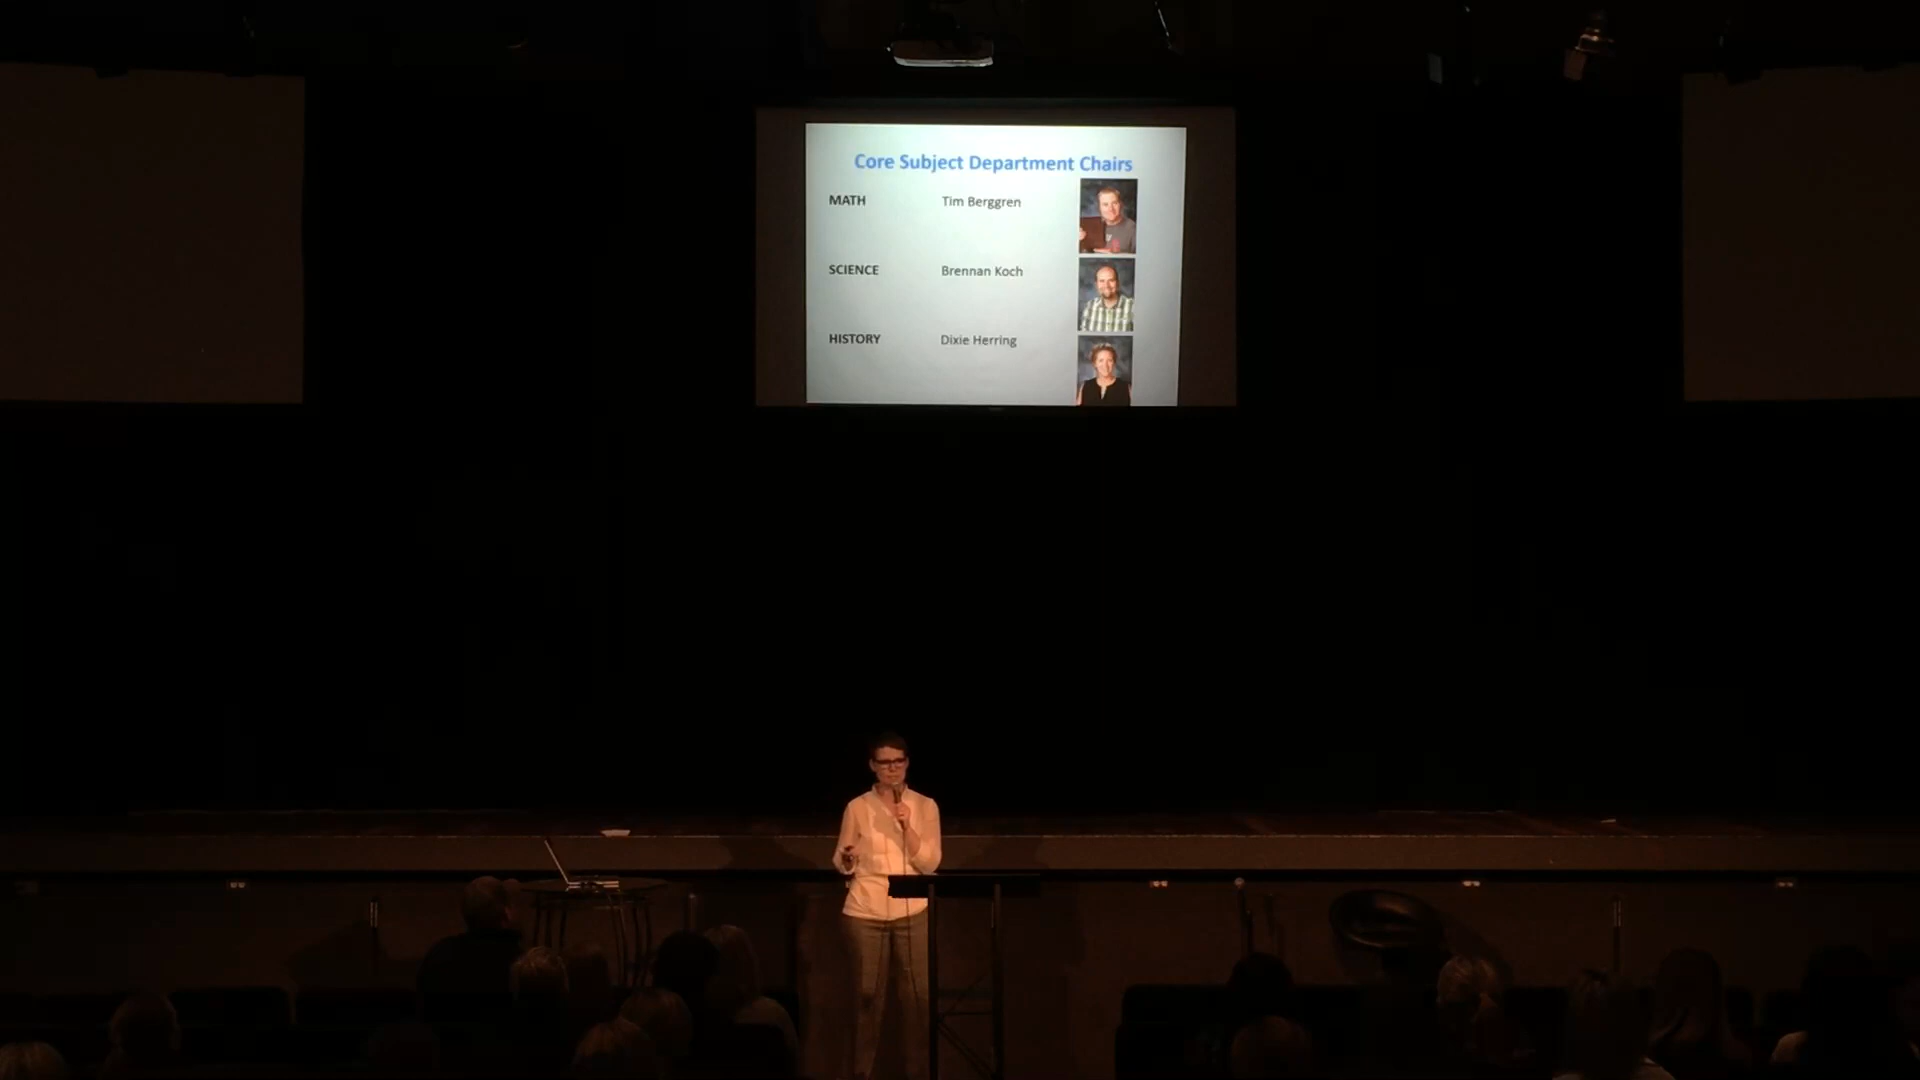 Core Subject Department Chairs
MATH Tim Berggren
SCIENCE Brennan Koch
HISTORY Dixie Herring